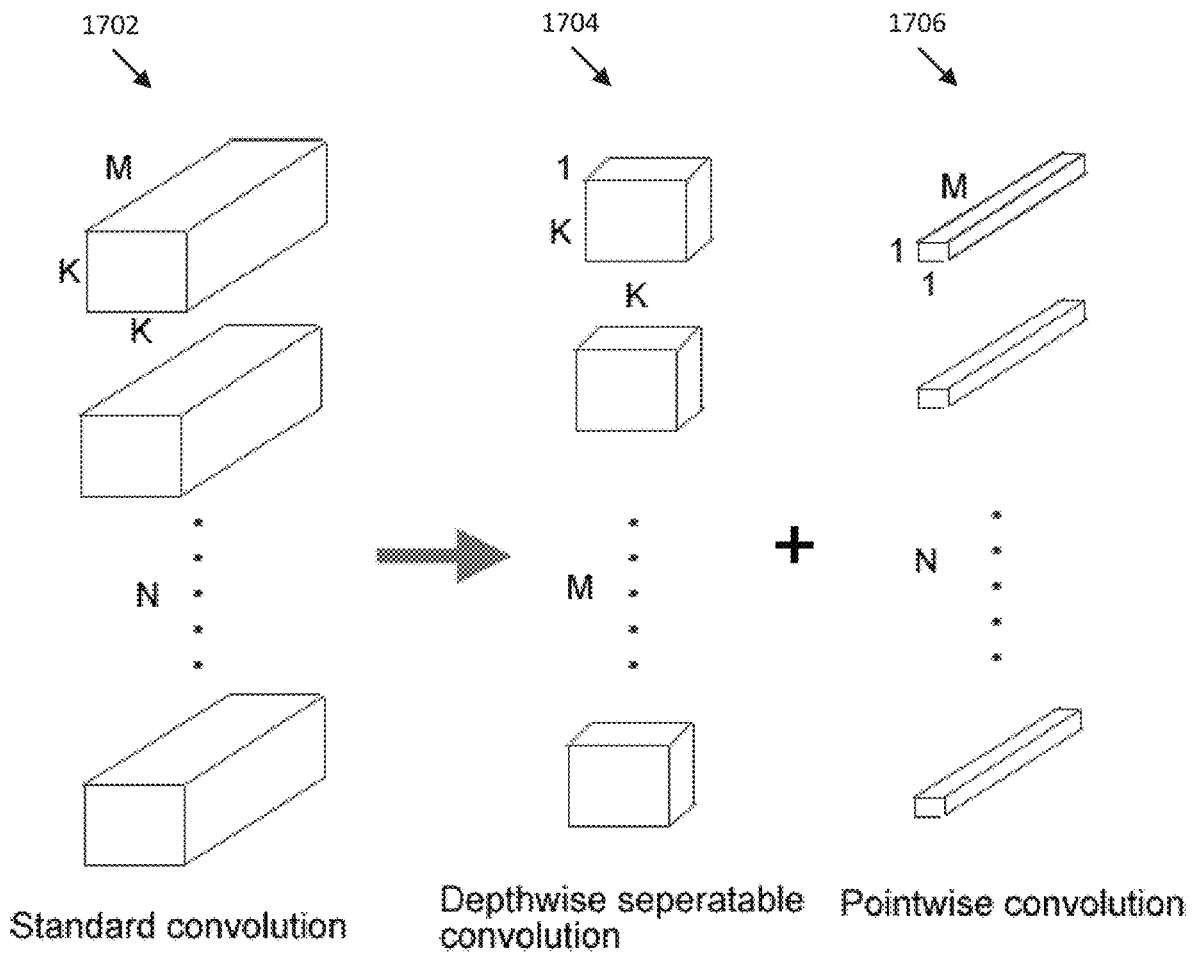 1702
1704
1706
M
K
K
N
1
K
K
M
M
1
1
N
+
Standard convolution
Depthwise seperatable
convolution
Pointwise convolution